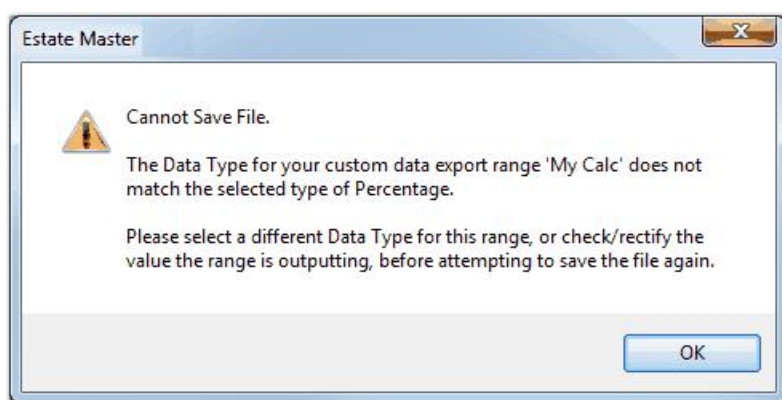 Estate Master
Cannot Save File.
The Data Type for your custom data export range 'My Calc' does not
match the selected type of Percentage.
Please select a different Data Type for this range, or check/rectify the
value the range is outputting, before attempting to save the file again.
OK